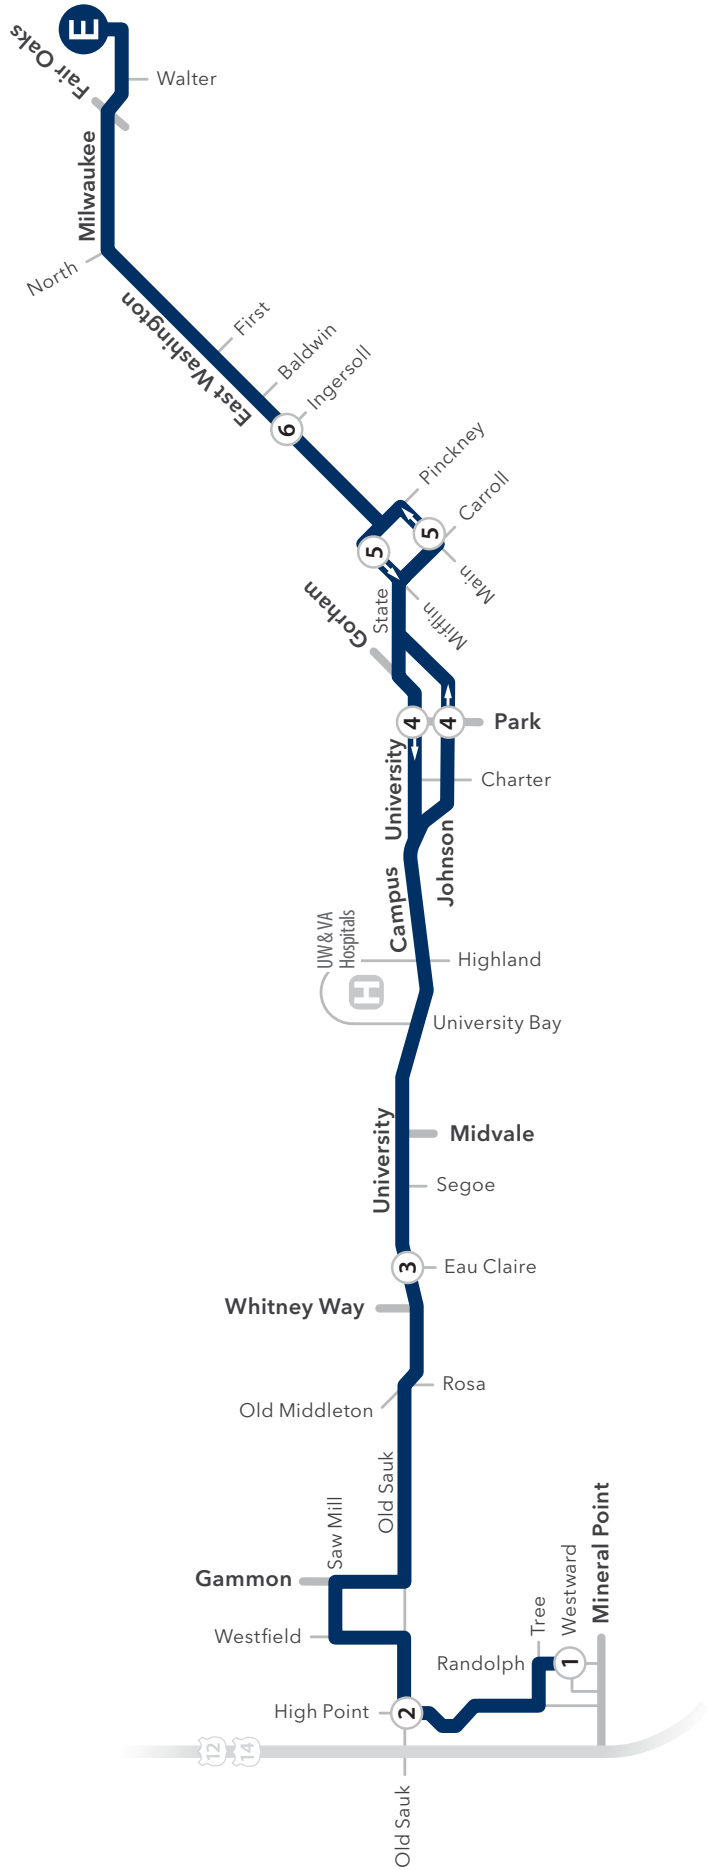 E
Fair Oaks
Walter
Milwaukee
North
East Washington
First
Baldwin
Ingersoll
6
Pinckney
Carroll
5
5
Main
Mifflin
State
Gorham
4
4
Park
University
Charter
Johnson
Campus
UW & VA
Hospitals
H
Highland
University Bay
University
Midvale
Segoe
3
Eau Claire
Whitney Way
Rosa
Old Middleton
Old Sauk
Saw Mill
Gammon
Westfield
Mineral Point
Westward
Tree
Randolph
1
High Point
2
12
14
Old Sauk